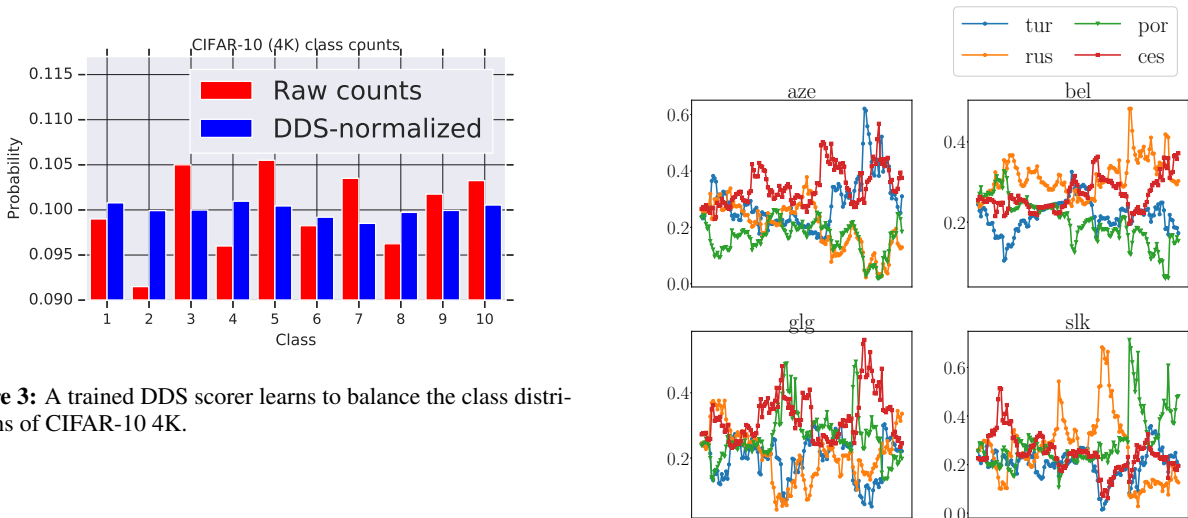 CIFAR-10 (4K) class counts
0.115
0.110
0.105
0.100
0.095
0.090
Probability
Raw counts
DDS-normalized
1 2 3 4 5 6 7 8 9 10
Class
re 3: A trained DDS scorer learns to balance the class distri-
ns of CIFAR-10 4K.
tur por
rus ces
aze
0.6
0.4
0.2
0.0
bel
0.4
0.2
glg
0.4
0.2
slk
0.6
0.4
0.2
0.0